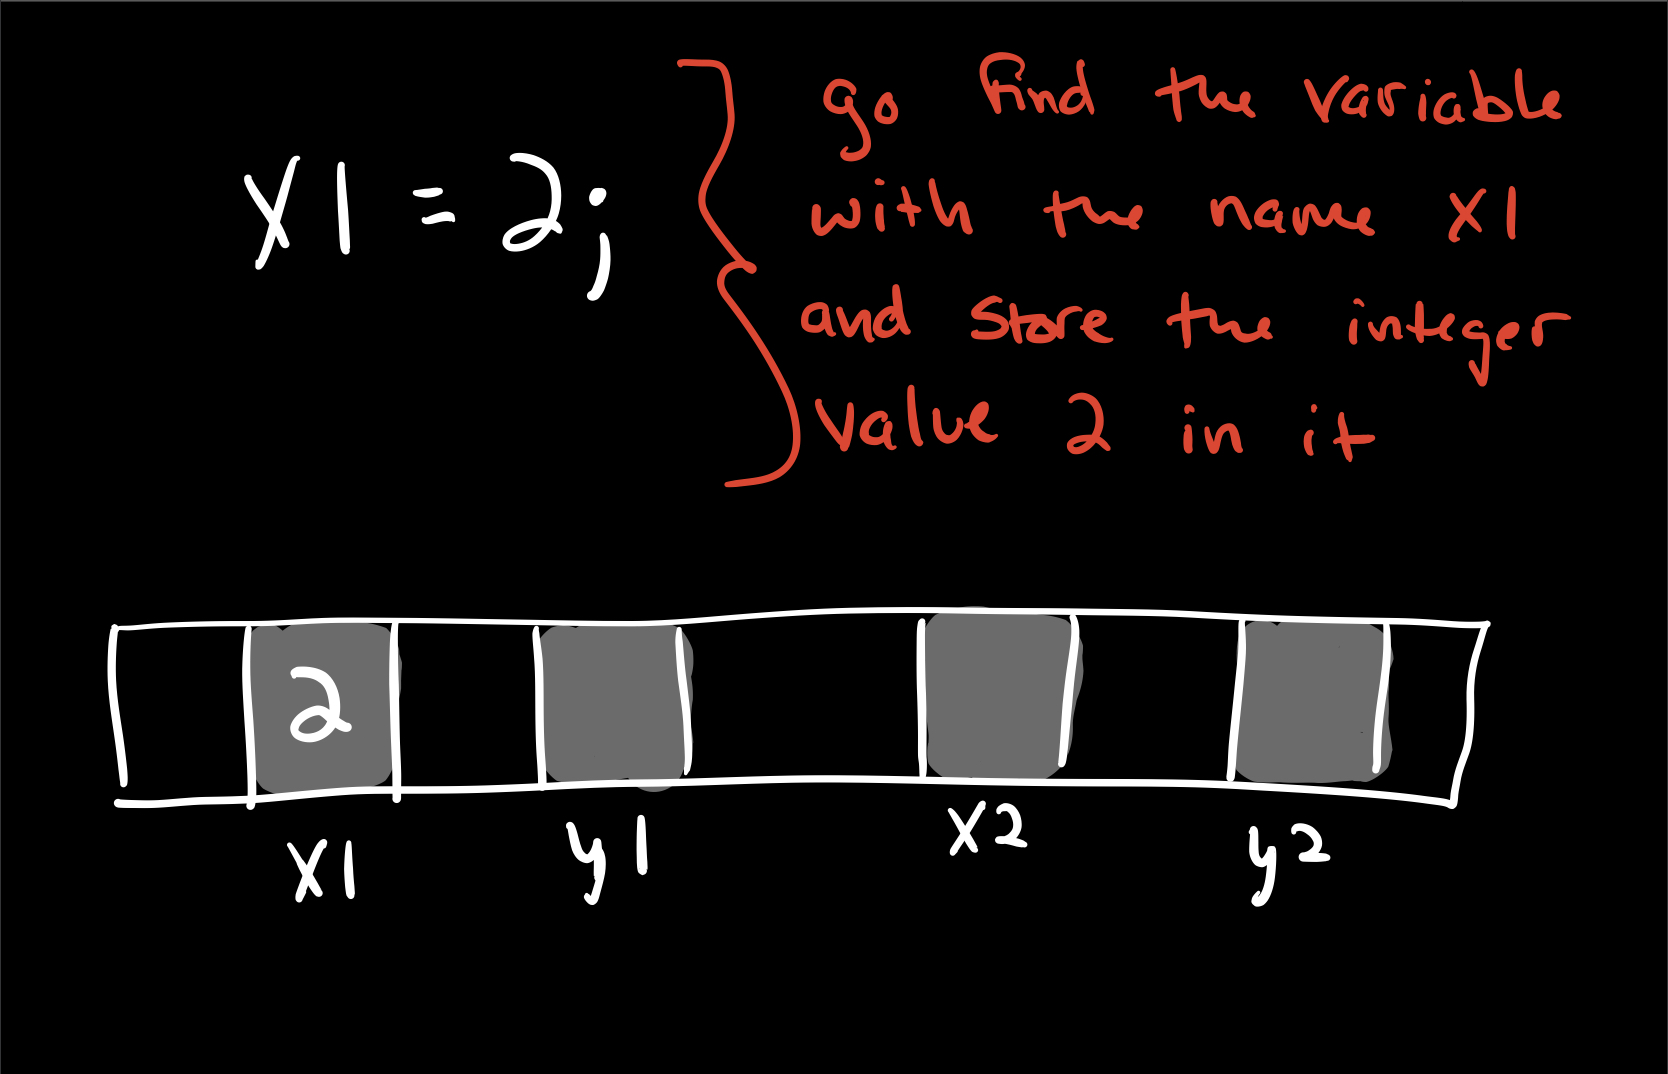 X1 = 2;
go find the variable
with the name X1
and store the integer
value 2 in it
2
X1 y1 X2 y2